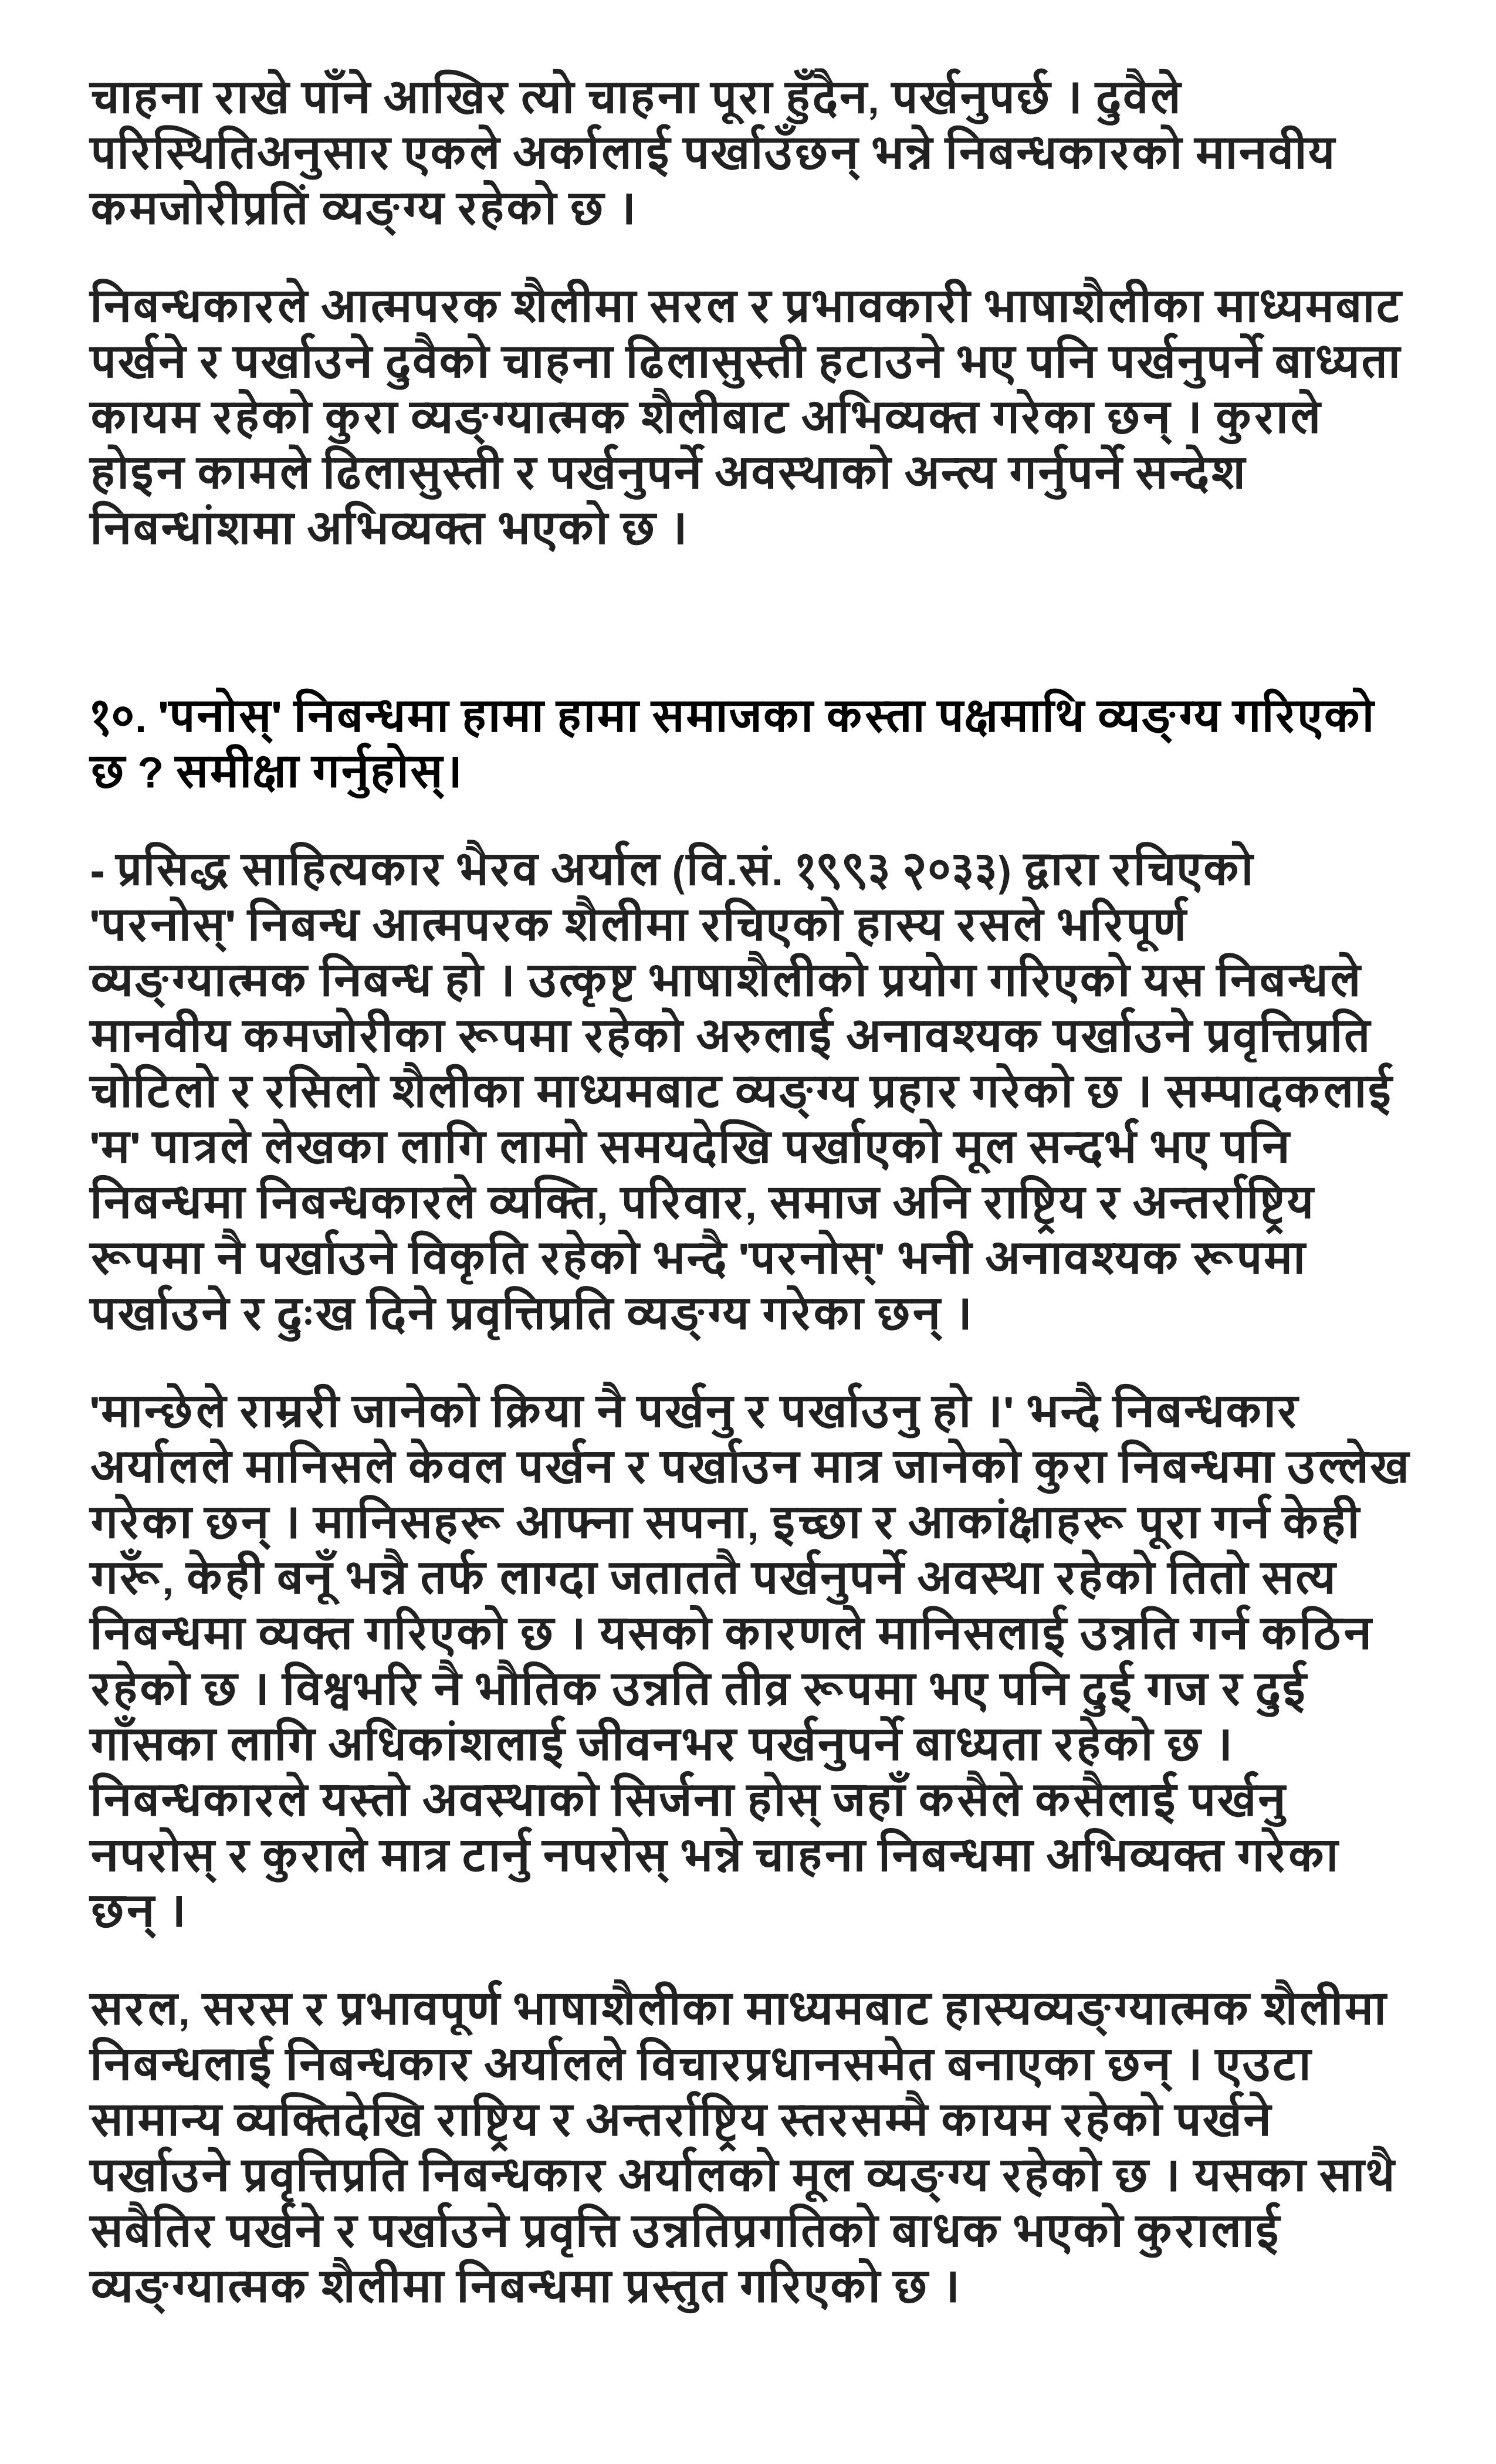 चाहना राखे पाँने आखिर त्यो चाहना पूरा हुँदैन, पर्खनुपर्छ । दुवैले
परिस्थितिअनुसार एकले अर्कालाई पर्खाउँछन् भन्ने निबन्धकारको मानवीय
कमजोरीप्रतिं व्यङ्ग्य रहेको छ ।
निबन्धकारले आत्मपरक शैलीमा सरल र प्रभावकारी भाषाशैलीका माध्यमबाट
पर्खने र पर्खाउने दुवैको चाहना ढिलासुस्ती हटाउने भए पनि पर्खनुपर्ने बाध्यता
कायम रहेको कुरा व्यङ्ग्यात्मक शैलीबाट अभिव्यक्त गरेका छन् । कुराले
होइन कामले ढिलासुस्ती र पर्खनुपर्ने अवस्थाको अन्त्य गर्नुपर्ने सन्देश
निबन्धांशमा अभिव्यक्त भएको छ ।
१०. 'पनोस्' निबन्धमा हामा हामा समाजका कस्ता पक्षमाथि व्यङ्ग्य गरिएको
छ ? समीक्षा गर्नुहोस्।
- प्रसिद्ध साहित्यकार भैरव अर्याल (वि.सं. १९९३ २०३३) द्वारा रचिएको
'परनोस्' निबन्ध आत्मपरक शैलीमा रचिएको हास्य रसले भरिपूर्ण
व्यङ्ग्यात्मक निबन्ध हो । उत्कृष्ट भाषाशैलीको प्रयोग गरिएको यस निबन्धले
मानवीय कमजोरीका रूपमा रहेको अरुलाई अनावश्यक पर्खाउने प्रवृत्तिप्रति
चोटिलो र रसिलो शैलीका माध्यमबाट व्यङ्ग्य प्रहार गरेको छ । सम्पादकलाई
'म' पात्रले लेखका लागि लामो समयदेखि पर्खाएको मूल सन्दर्भ भए पनि
निबन्धमा निबन्धकारले व्यक्ति, परिवार, समाज अनि राष्ट्रिय र अन्तर्राष्ट्रिय
रूपमा नै पर्खाउने विकृति रहेको भन्दै 'परनोस्' भनी अनावश्यक रूपमा
पर्खाउने र दुःख दिने प्रवृत्तिप्रति व्यङ्ग्य गरेका छन् ।
'मान्छेले राम्ररी जानेको क्रिया नै पर्खनु र पर्खाउनु हो ।' भन्दै निबन्धकार
अर्यालले मानिसले केवल पर्खन र पर्खाउन मात्र जानेको कुरा निबन्धमा उल्लेख
गरेका छन् । मानिसहरू आफ्ना सपना, इच्छा र आकांक्षाहरू पूरा गर्न केही
गरूँ, केही बनूँ भन्नै तर्फ लाग्दा जताततै पर्खनुपर्ने अवस्था रहेको तितो सत्य
निबन्धमा व्यक्त गरिएको छ । यसको कारणले मानिसलाई उन्नति गर्न कठिन
रहेको छ । विश्वभरि नै भौतिक उन्नति तीव्र रूपमा भए पनि दुई गज र दुई
गाँसका लागि अधिकांशलाई जीवनभर पर्खनुपर्ने बाध्यता रहेको छ ।
निबन्धकारले यस्तो अवस्थाको सिर्जना होस् जहाँ कसैले कसैलाई पर्खनु
नपरोस् र कुराले मात्र टार्नु नपरोस् भन्ने चाहना निबन्धमा अभिव्यक्त गरेका
छन् ।
सरल, सरस र प्रभावपूर्ण भाषाशैलीका माध्यमबाट हास्यव्यङ्ग्यात्मक शैलीमा
निबन्धलाई निबन्धकार अर्यालले विचारप्रधानसमेत बनाएका छन् । एउटा
सामान्य व्यक्तिदेखि राष्ट्रिय र अन्तर्राष्ट्रिय स्तरसम्मै कायम रहेको पर्खने
पर्खाउने प्रवृत्तिप्रति निबन्धकार अर्यालको मूल व्यङ्ग्य रहेको छ । यसका साथै
सबैतिर पर्खने र पर्खाउने प्रवृत्ति उन्नतिप्रगतिको बाधक भएको कुरालाई
व्यङ्ग्यात्मक शैलीमा निबन्धमा प्रस्तुत गरिएको छ ।